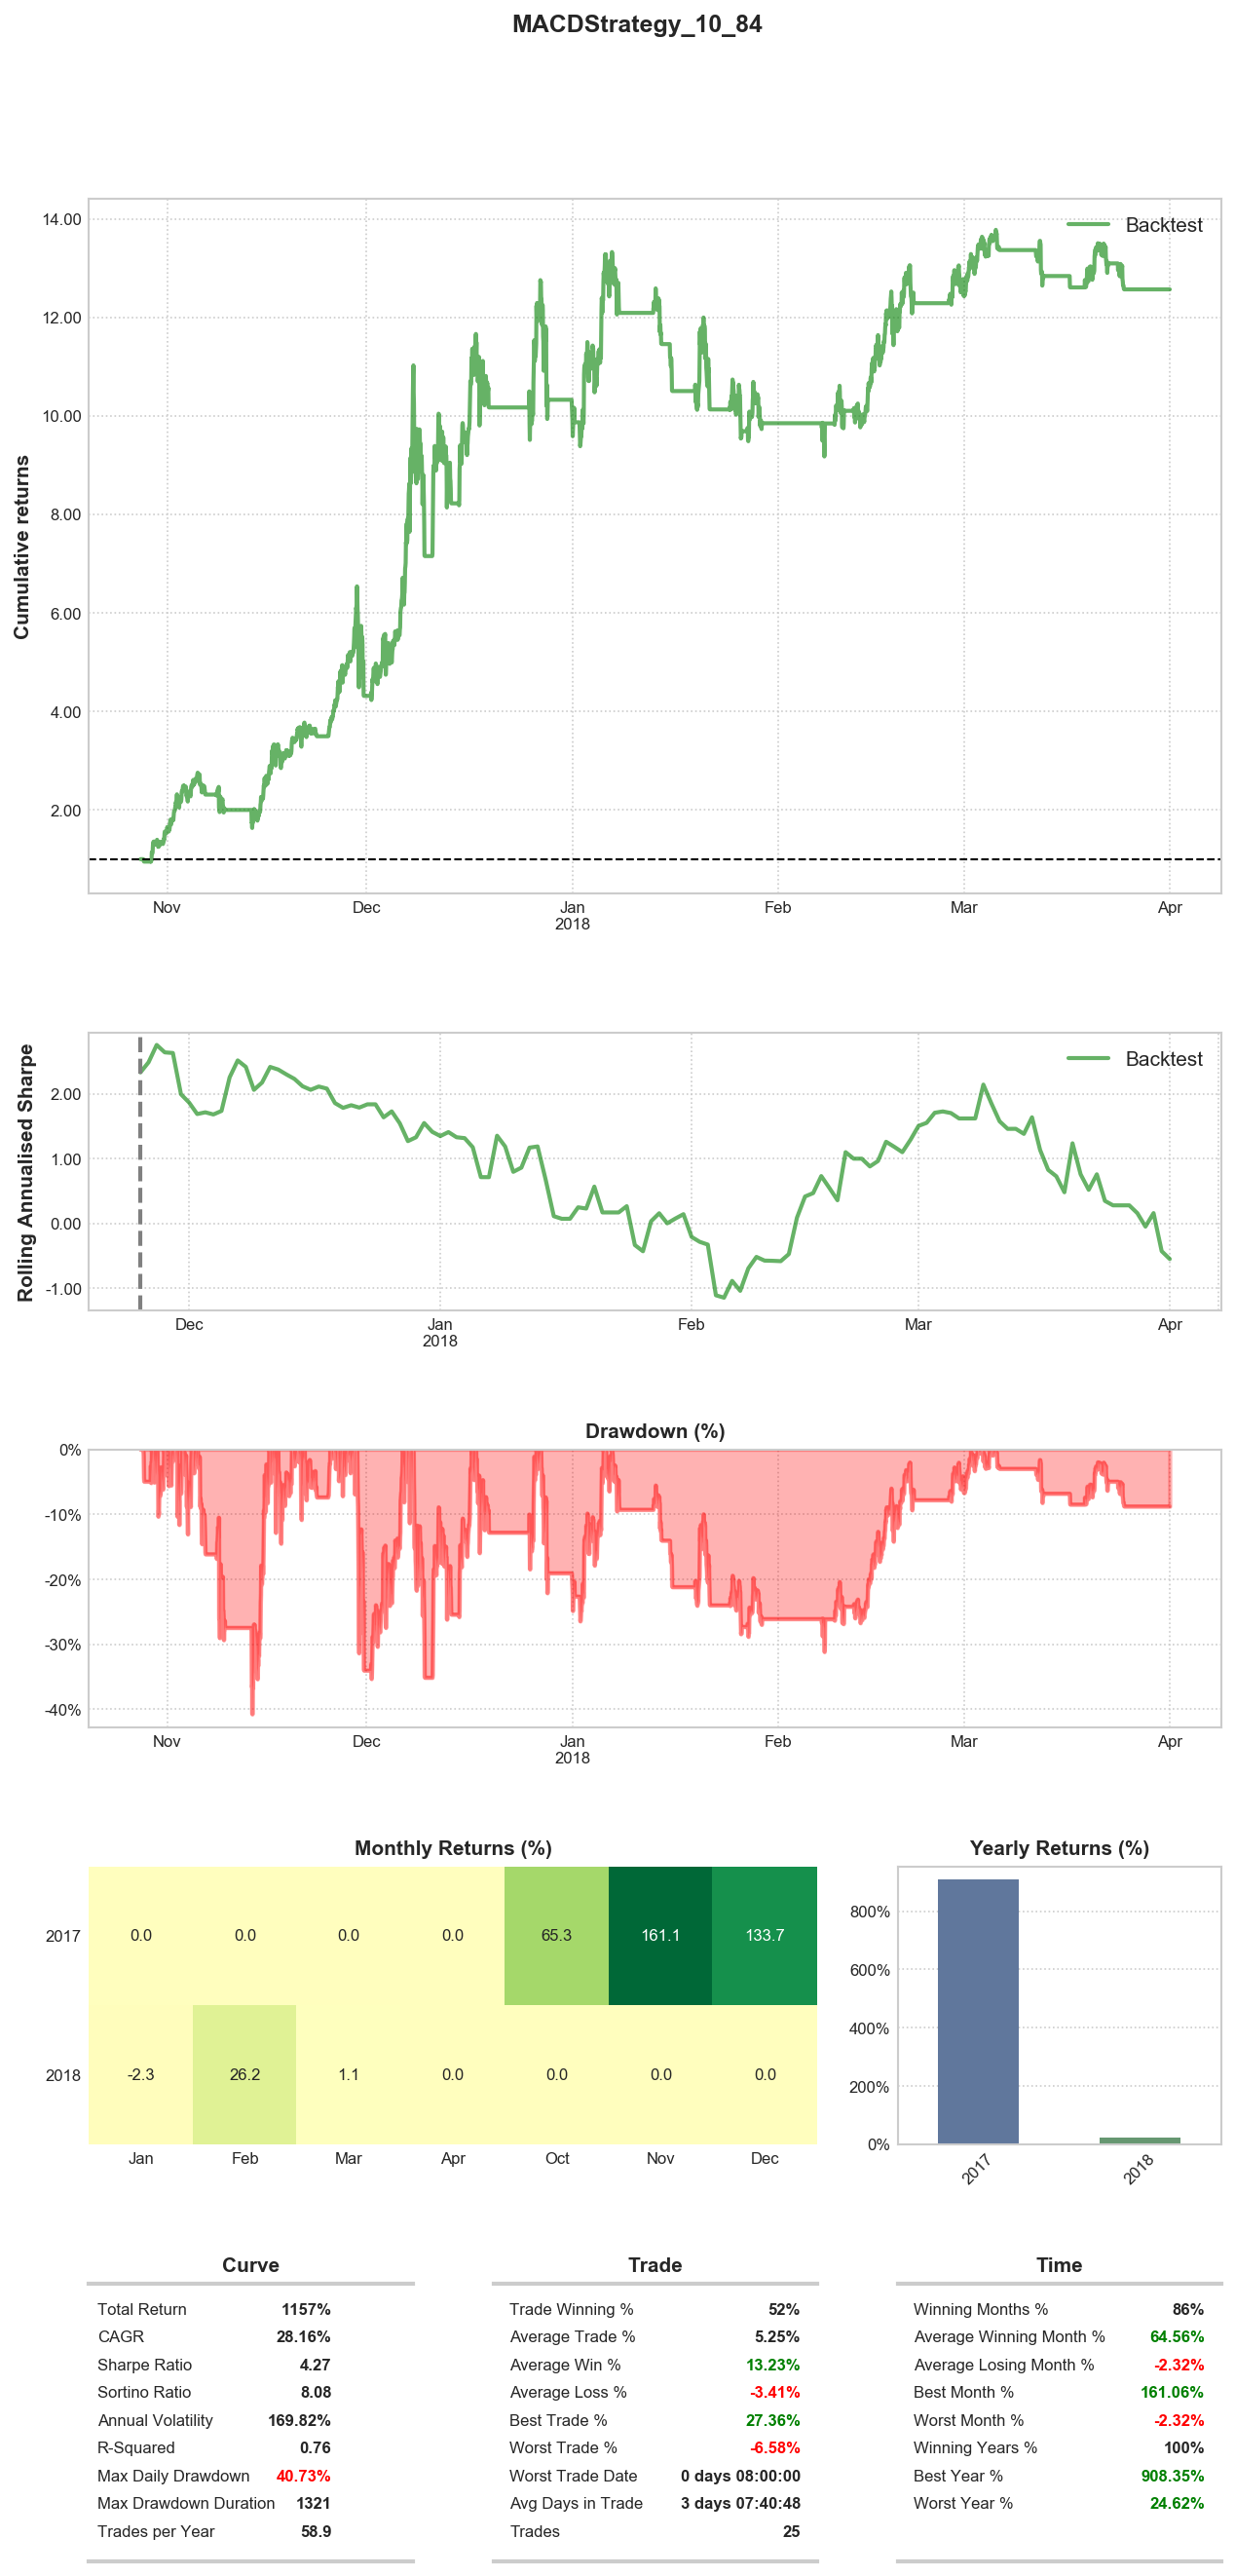 MACDStrategy_10_84
14.00
12.00
10.00
8.00
6.00
4.00
2.00
Cumulative returns
Backtest
Nov Dec Jan Feb Mar Apr
2018
2.00
1.00
0.00
-1.00
Rolling Annualised Sharpe
Backtest
Dec Jan Feb Mar Apr
2018
Drawdown (%)
0%
-10%
-20%
-30%
-40%
Nov Dec Jan Feb Mar Apr
2018
Monthly Returns (%)
2017 0.0 0.0 0.0 0.0 65.3 161.1 133.7
2018 -2.3 26.2 1.1 0.0 0.0 0.0 0.0
Jan Feb Mar Apr Oct Nov Dec
Yearly Returns (%)
800%
600%
400%
200%
0%
2017 2018
Curve
Total Return 1157%
CAGR 28.16%
Sharpe Ratio 4.27
Sortino Ratio 8.08
Annual Volatility 169.82%
R-Squared 0.76
Max Daily Drawdown 40.73%
Max Drawdown Duration 1321
Trades per Year 58.9
Trade
Trade Winning % 52%
Average Trade % 5.25%
Average Win % 13.23%
Average Loss % -3.41%
Best Trade % 27.36%
Worst Trade % -6.58%
Worst Trade Date 0 days 08:00:00
Avg Days in Trade 3 days 07:40:48
Trades 25
Time
Winning Months % 86%
Average Winning Month % 64.56%
Average Losing Month % -2.32%
Best Month % 161.06%
Worst Month % -2.32%
Winning Years % 100%
Best Year % 908.35%
Worst Year % 24.62%